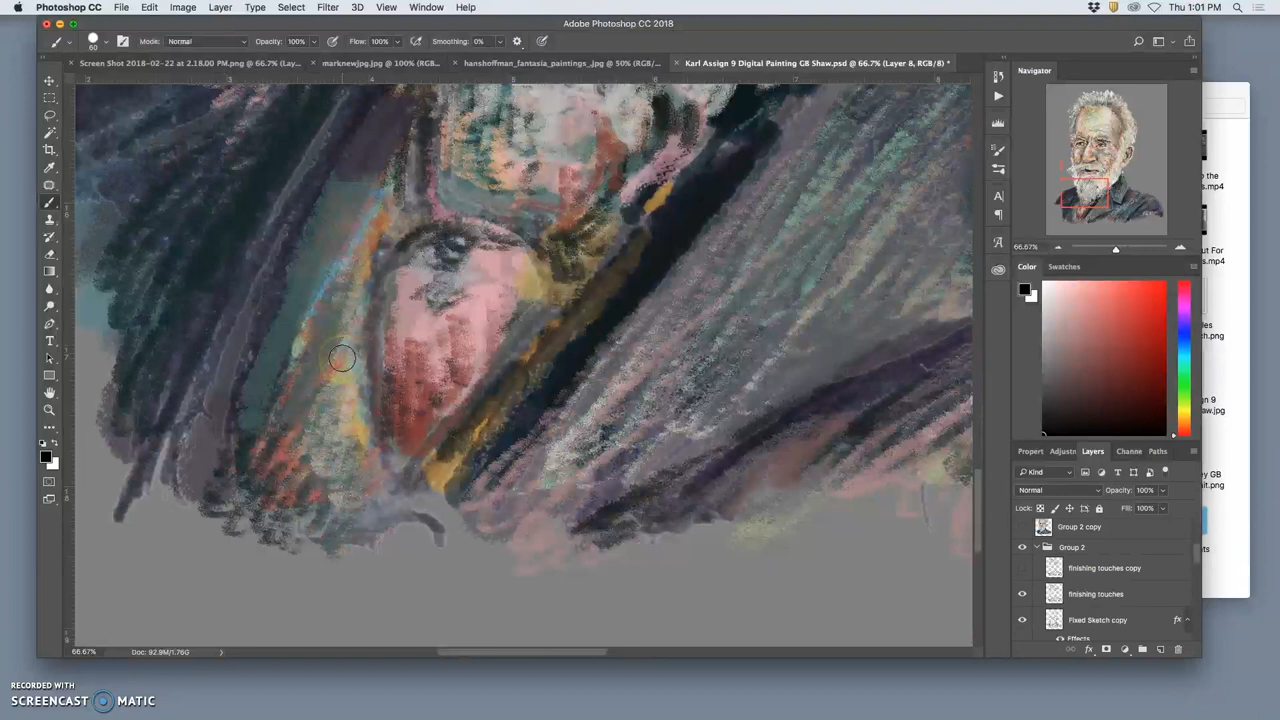 Photoshop CC File Edit Image Layer Type Select Filter 3D View Window Help Thu 1:01 PM
Adobe Photoshop CC 2018
60 Mode: Normal Opacity: 100% Flow: 100% Smoothing: 0%
Screen Shot 2018-02-22 at 2.18.00 PM.png @ 66.7% (Lay... marknewjpg.jpg @ 100% (RGB... hanshoffman_fantasia_paintings_.jpg @ 50% (RGB/... Karl Assign 9 Digital Painting GB Shaw.psd @ 66.7% (Layer 8, RGB/8) *
Navigator
66.67%
Color Swatches
Propert Adjustm Layers Channe Paths
Kind
Normal Opacity: 100%
Lock: Fill: 100%
Group 2 copy
Group 2
finishing touches copy
finishing touches
FIxed Sketch copy fx
Effects
66.67% Doc: 92.9M/1.76G
RECORDED WITH
SCREENCAST MATIC